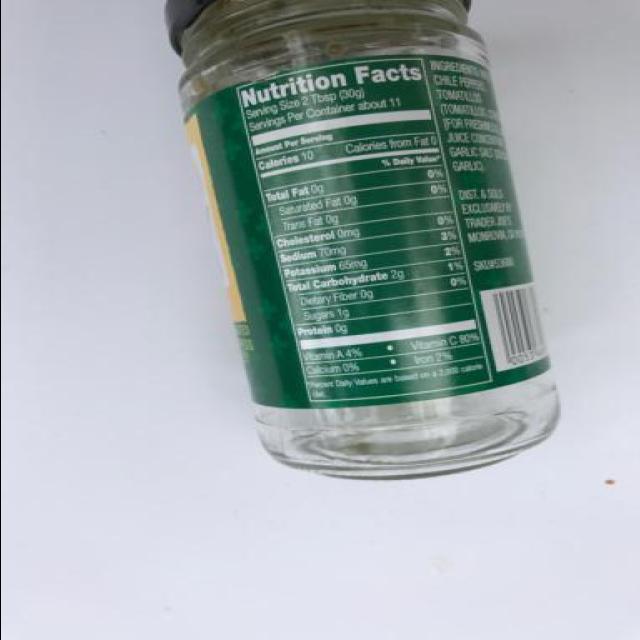 Nutrition Facts
Serving Size 2 Tbsp (30g)
Servings Per Container about 11
Amount Per Serving
Calories 10 Calories from Fat 0
% Daily Value*
Total Fat 0g 0%
Saturated Fat 0g 0%
Trans Fat 0g
Cholesterol 0mg 0%
Sodium 70mg 3%
Potassium 65mg 2%
Total Carbohydrate 2g 1%
Dietary Fiber 0g 0%
Sugars 1g
Protein 0g
Vitamin A 4% • Vitamin C 80%
Calcium 0% • Iron 2%
*Percent Daily Values are based on a 2,000 calorie
INGREDIENTS
CHILE PEPPERS
TOMATILLOS
(TOMATILLOS
JUICE
GARLIC
GARLIC)
DIST. & SOLD
EXCLUSIVELY BY
TRADER JOE'S
MONROVIA, CA